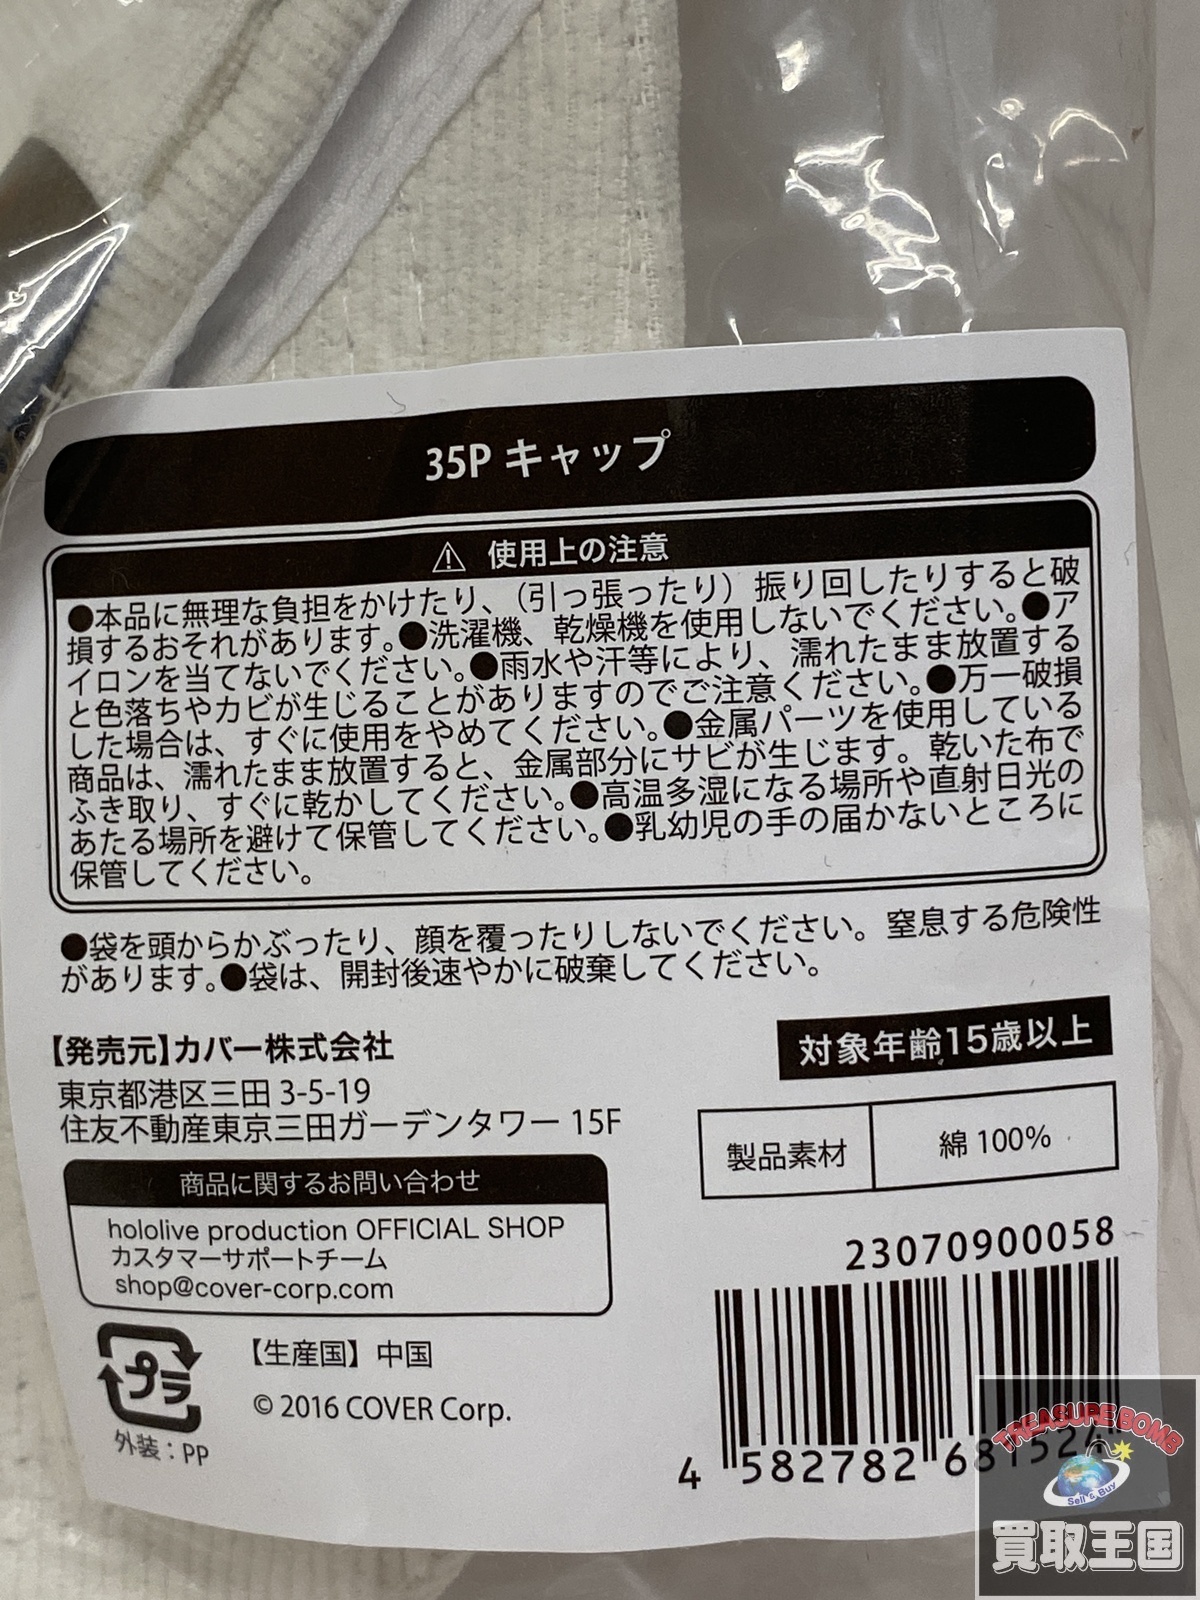 35P キャップ
⚠ 使用上の注意
●本品に無理な負担をかけたり、(引っ張ったり) 振り回したりすると破
損するおそれがあります。●洗濯機、乾燥機を使用しないでください。●ア
イロンを当てないでください。●雨水や汗等により、濡れたまま放置する
と色落ちやカビが生じることがありますのでご注意ください。●万一破損
した場合は、すぐに使用をやめてください。●金属パーツを使用している
商品は、濡れたまま放置すると、金属部分にサビが生じます。乾いた布で
ふき取り、すぐに乾かしてください。●高温多湿になる場所や直射日光の
あたる場所を避けて保管してください。●乳幼児の手の届かないところに
保管してください。
●袋を頭からかぶったり、顔を覆ったりしないでください。窒息する危険性
があります。●袋は、開封後速やかに破棄してください。
【発売元】カバー株式会社
東京都港区三田 3-5-19
住友不動産東京三田ガーデンタワー 15F
商品に関するお問い合わせ
hololive production OFFICIAL SHOP
カスタマーサポートチーム
shop@cover-corp.com
プラ
外装：PP
【生産国】中国
© 2016 COVER Corp.
対象年齢15歳以上
製品素材 綿 100%
23070900058
4 582782 681524
TREASURE BOMB
Sell & Buy
買取王国